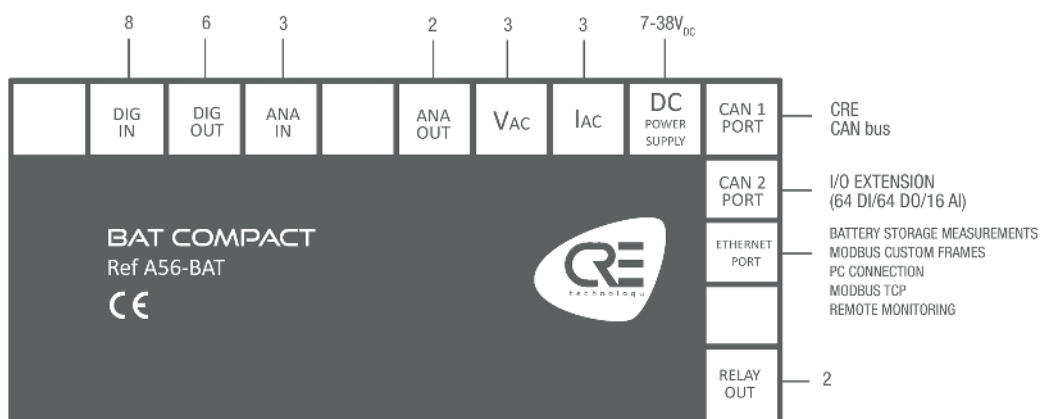 8
6
3
2
3
3
7-38VDC
DIG
IN
DIG
OUT
ANA
IN
ANA
OUT
VAC
IAC
DC
POWER
SUPPLY
CAN 1
PORT
CRE
CAN bus
CAN 2
PORT
I/O EXTENSION
(64 DI/64 DO/16 AI)
ETHERNET
PORT
BATTERY STORAGE MEASUREMENTS
MODBUS CUSTOM FRAMES
PC CONNECTION
MODBUS TCP
REMOTE MONITORING
BAT COMPACT
Ref A56-BAT
CE
CRE
technology
RELAY
OUT
2